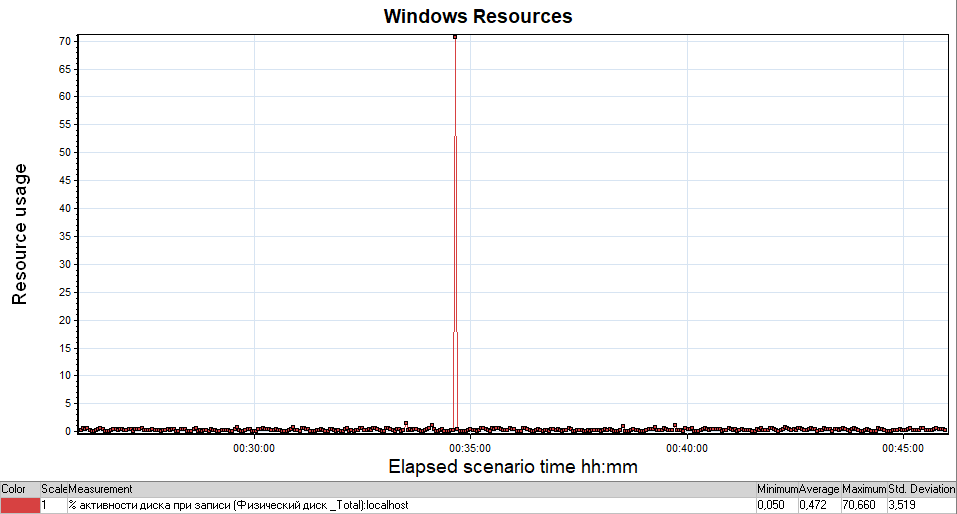 Windows Resources
Resource usage
70
65
60
55
50
45
40
35
30
25
20
15
10
5
0
00:30:00 00:35:00 00:40:00 00:45:00
Elapsed scenario time hh:mm
Color Scale Measurement Minimum Average Maximum Std. Deviation
1 % активности диска при записи (Физический диск _Total):localhost 0,050 0,472 70,660 3,519